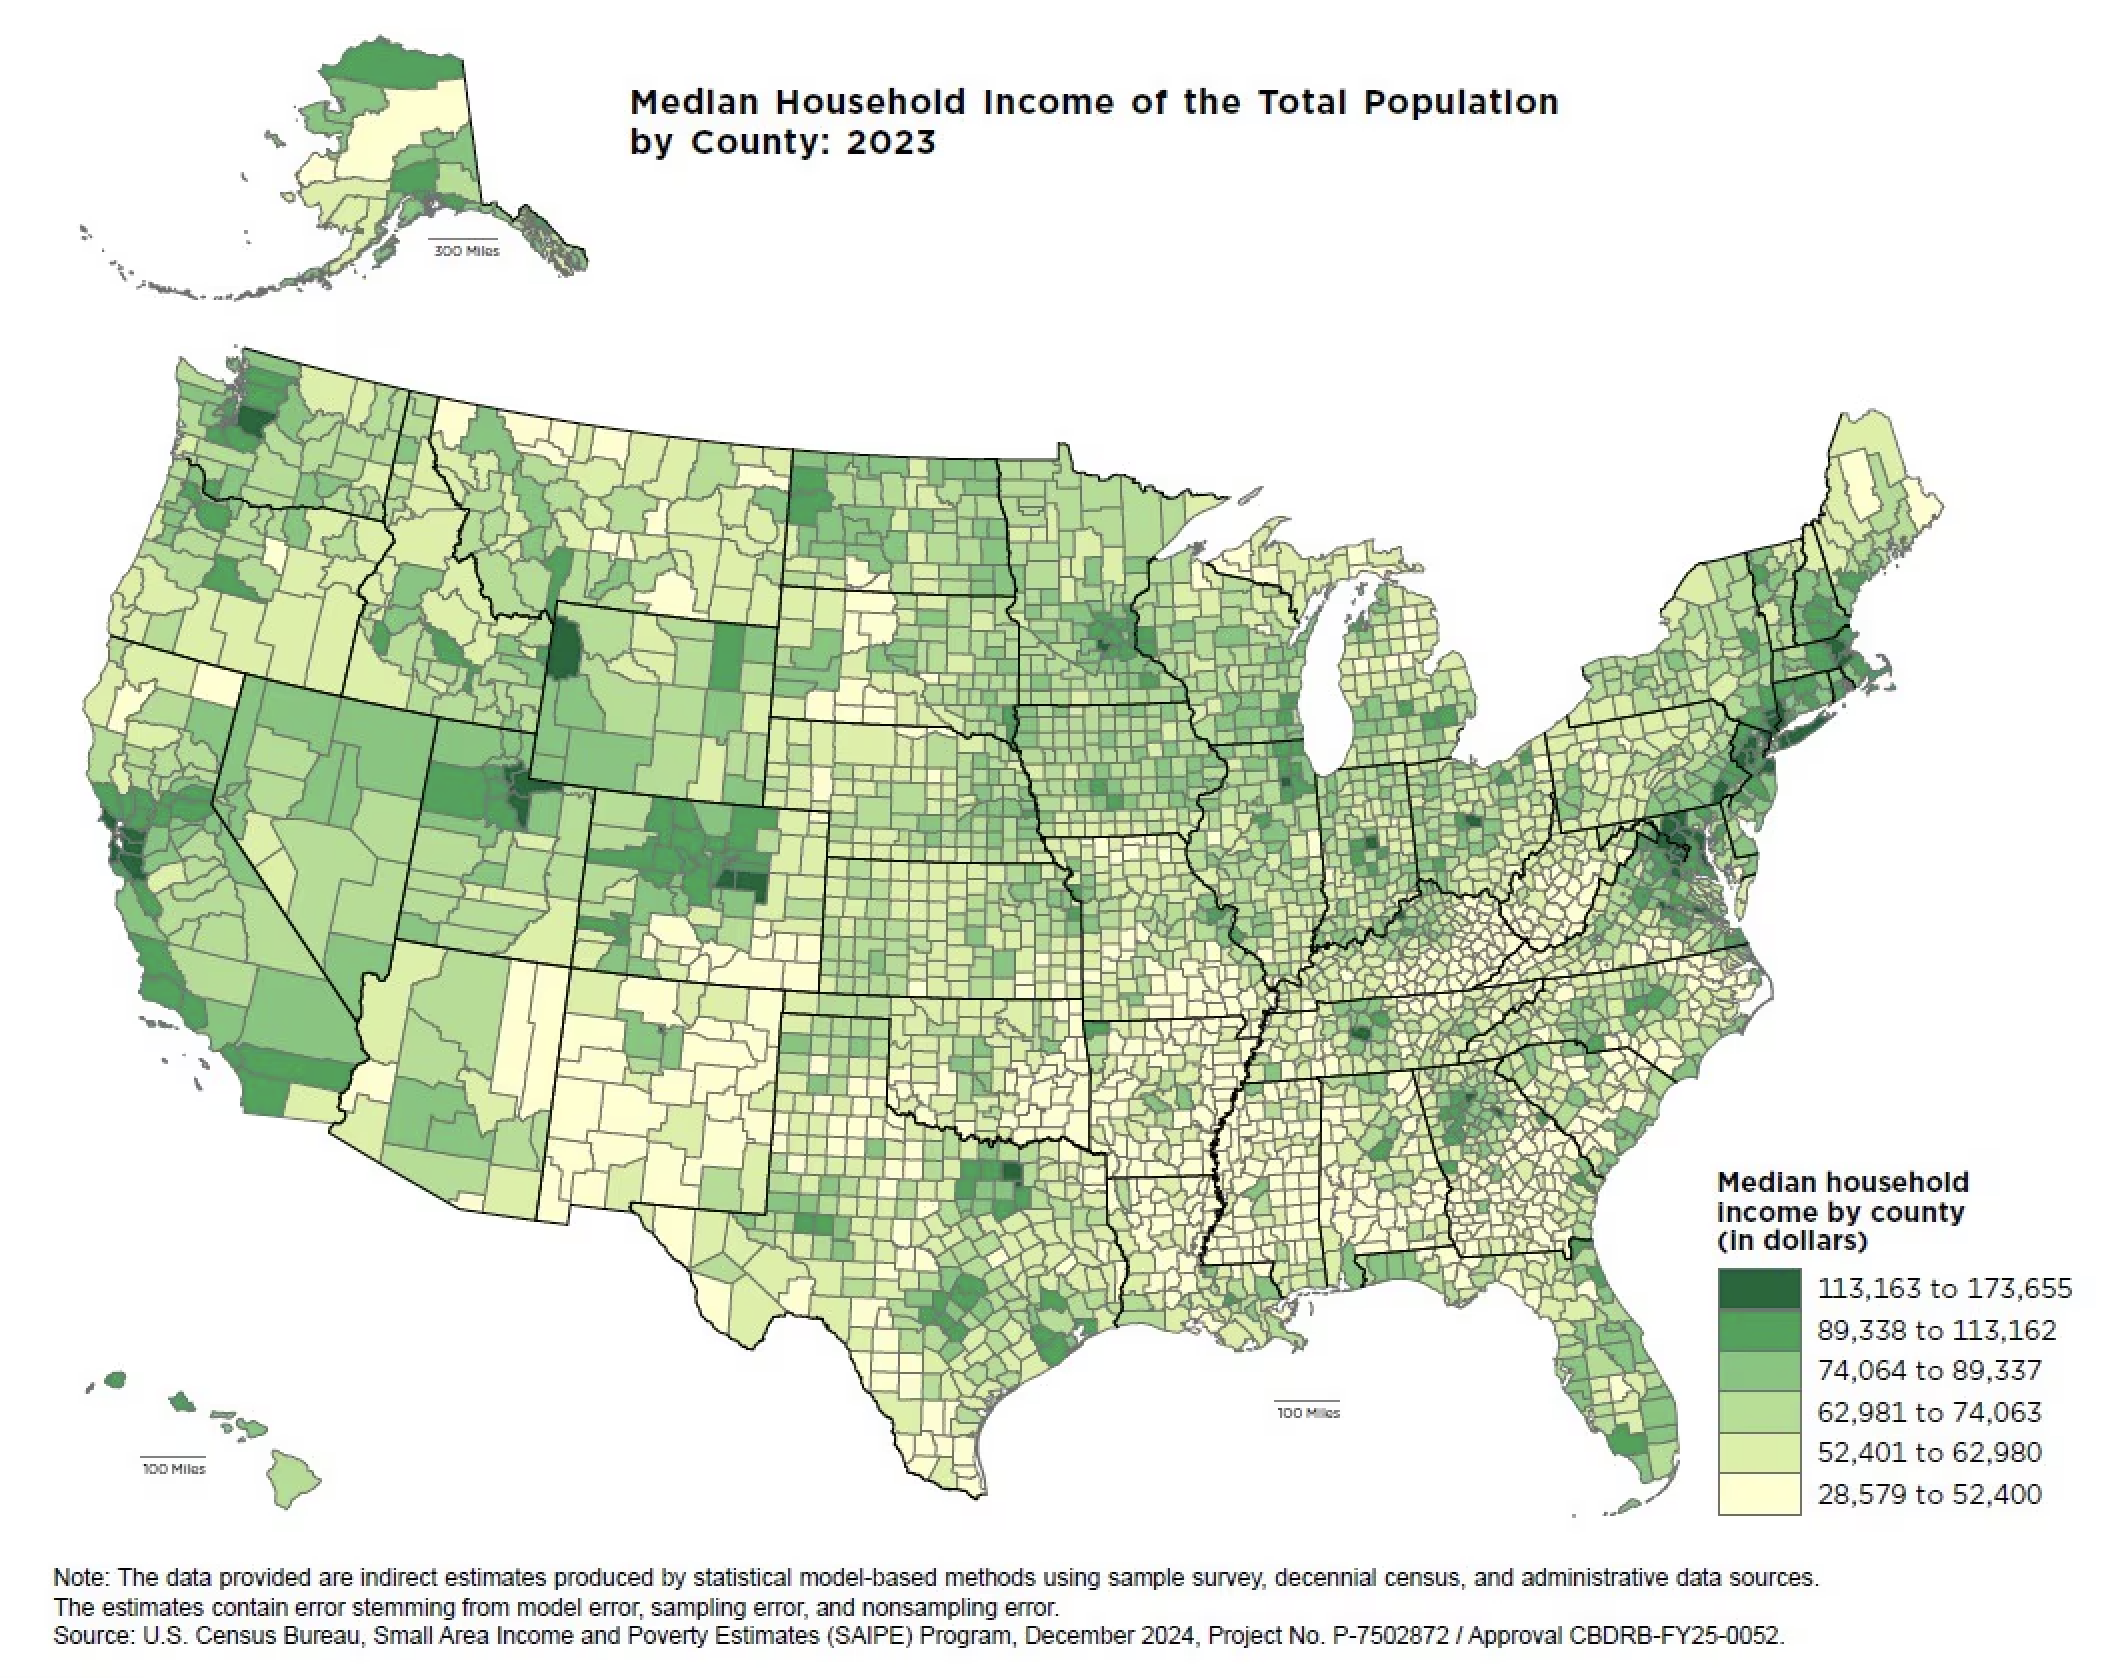 Median Household Income of the Total Population
by County: 2023
300 Miles
Median household
income by county
(in dollars)
113,163 to 173,655
89,338 to 113,162
74,064 to 89,337
62,981 to 74,063
52,401 to 62,980
28,579 to 52,400
100 Miles
100 Miles
Note: The data provided are indirect estimates produced by statistical model-based methods using sample survey, decennial census, and administrative data sources.
The estimates contain error stemming from model error, sampling error, and nonsampling error.
Source: U.S. Census Bureau, Small Area Income and Poverty Estimates (SAIPE) Program, December 2024, Project No. P-7502872 / Approval CBDRB-FY25-0052.